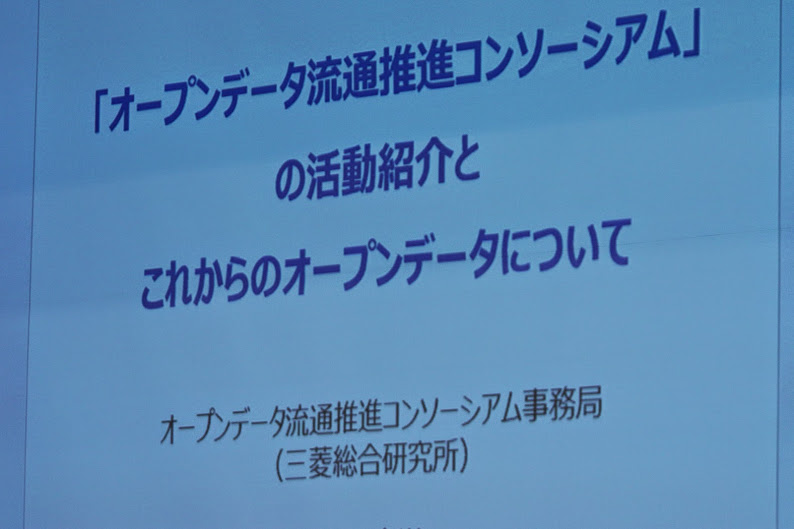 「オープンデータ流通推進コンソーシアム」
の活動紹介と
これからのオープンデータについて
オープンデータ流通推進コンソーシアム事務局
(三菱総合研究所)